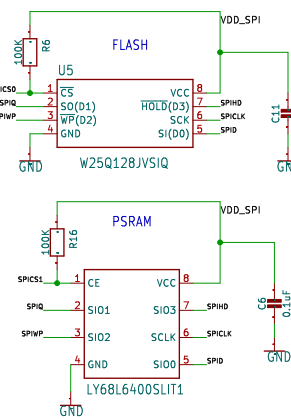 VDD_SPI
100K
R6
FLASH
U5
ICS0
1
CS
VCC
8
SPIQ
2
SO(D1)
HOLD(D3)
7
SPIHD
PIWP
3
WP(D2)
SCK
6
SPICLK
4
GND
SI(D0)
5
SPID
C11
GND
GND
W25Q128JVSIQ
VDD_SPI
100K
R16
PSRAM
SPICS1
1
CE
VCC
8
SPIQ
2
SIO1
SIO3
7
SPIHD
SPIWP
3
SIO2
SCLK
6
SPICLK
4
GND
SIO0
5
SPID
C6
0.1uF
GND
LY68L6400SLIT1
GND